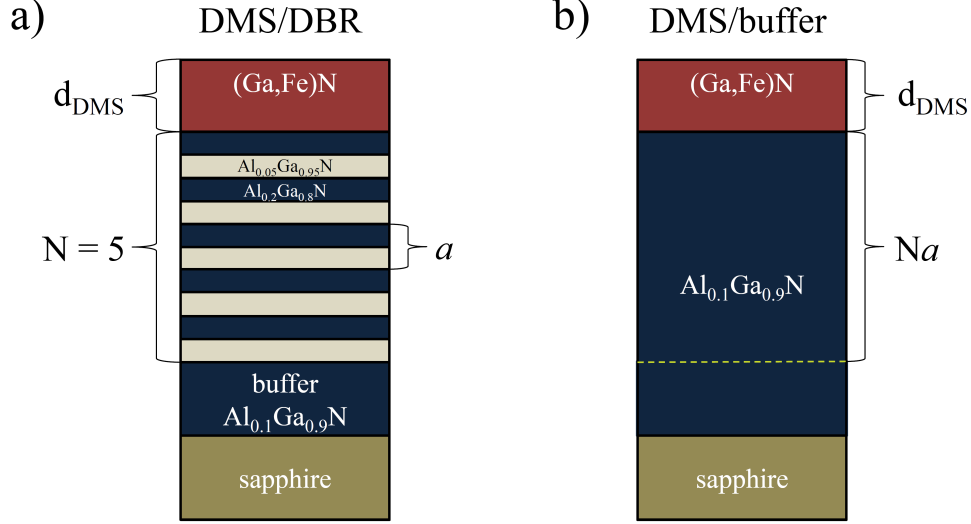 a)
DMS/DBR
(Ga,Fe)N
d_DMS
Al₀.₀₅Ga₀.₉₅N
Al₀.₂Ga₀.₈N
N = 5
a
buffer
Al₀.₁Ga₀.₉N
sapphire
b)
DMS/buffer
(Ga,Fe)N
d_DMS
Na
Al₀.₁Ga₀.₉N
sapphire